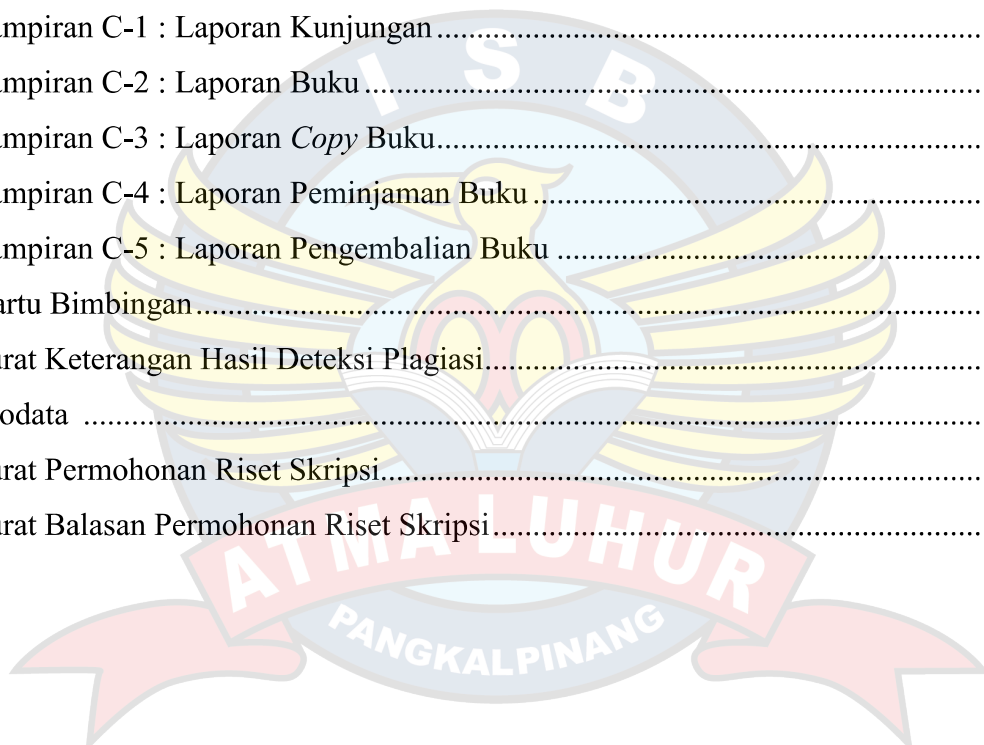 ampiran C-1 : Laporan Kunjungan......................................................................
ampiran C-2 : Laporan Buku...............................................................................
ampiran C-3 : Laporan Copy Buku......................................................................
ampiran C-4 : Laporan Peminjaman Buku.........................................................
ampiran C-5 : Laporan Pengembalian Buku ......................................................
artu Bimbingan....................................................................................................
urat Keterangan Hasil Deteksi Plagiasi...............................................................
odata ..................................................................................................................
urat Permohonan Riset Skripsi............................................................................
urat Balasan Permohonan Riset Skripsi..............................................................
ISB
ATMA LUHUR
PANGKALPINANG